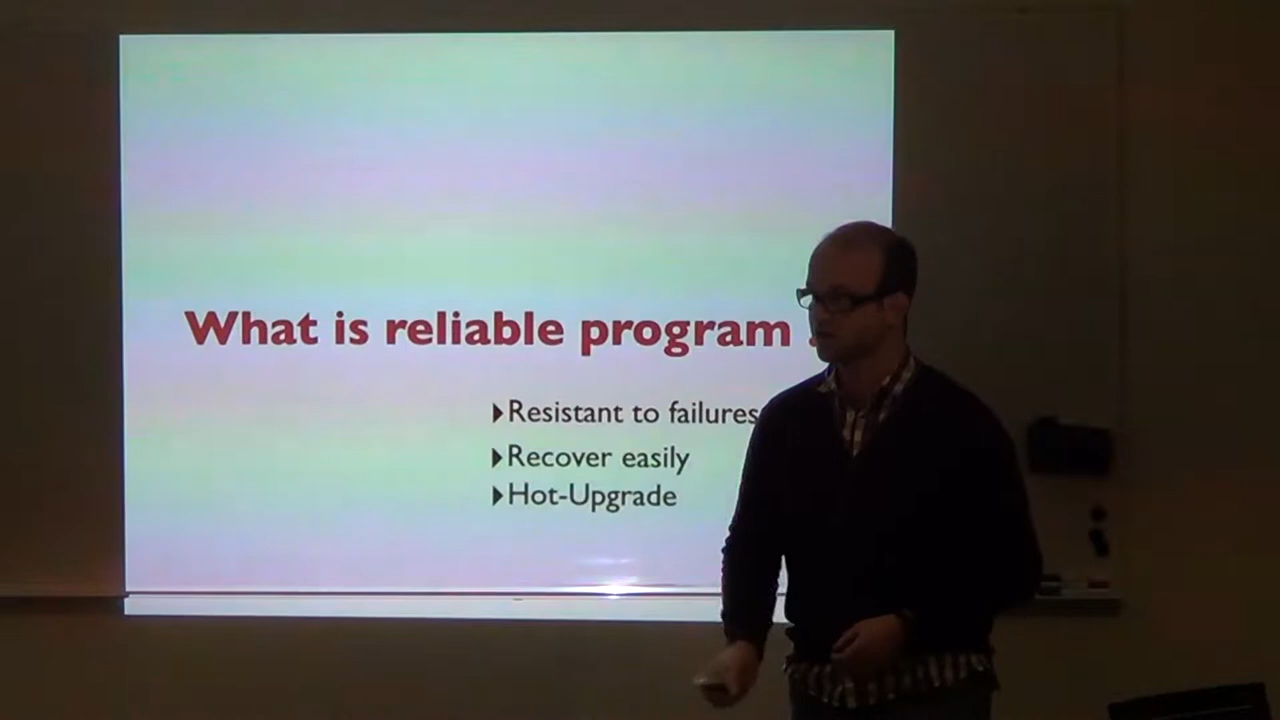 What is reliable program
▸Resistant to failures
▸Recover easily
▸Hot-Upgrade